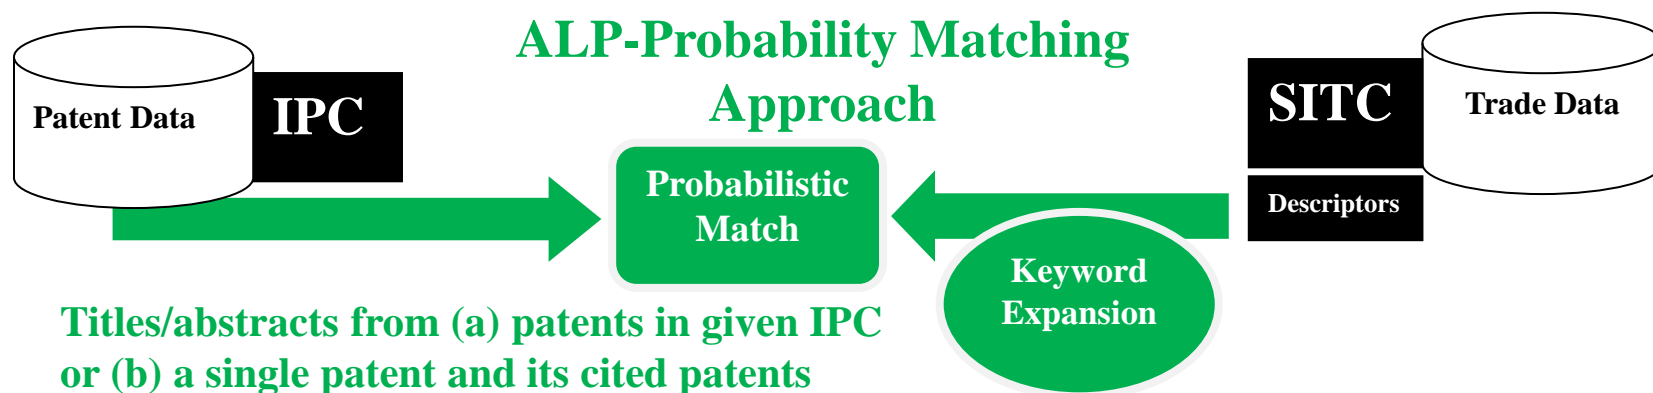 ALP-Probability Matching
Approach
Patent Data
IPC
SITC
Trade Data
Probabilistic
Match
Descriptors
Keyword
Expansion
Titles/abstracts from (a) patents in given IPC
or (b) a single patent and its cited patents